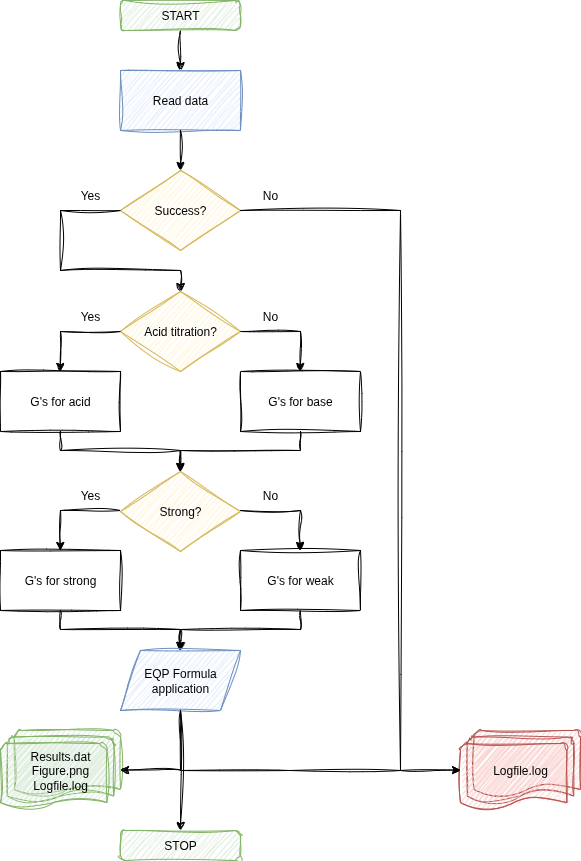 START
Read data
Yes
No
Success?
Yes
No
Acid titration?
G's for acid
G's for base
Yes
No
Strong?
G's for strong
G's for weak
EQP Formula
application
Results.dat
Figure.png
Logfile.log
Logfile.log
STOP